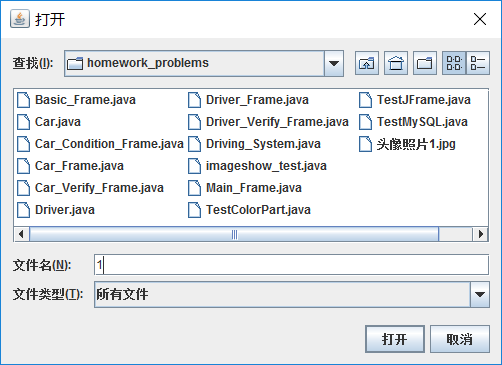 打开
查找(I): homework_problems
Basic_Frame.java Driver_Frame.java TestJFrame.java
Car.java Driver_Verify_Frame.java TestMySQL.java
Car_Condition_Frame.java Driving_System.java 头像照片1.jpg
Car_Frame.java imageshow_test.java
Car_Verify_Frame.java Main_Frame.java
Driver.java TestColorPart.java
文件名(N): 1
文件类型(T): 所有文件
打开 取消